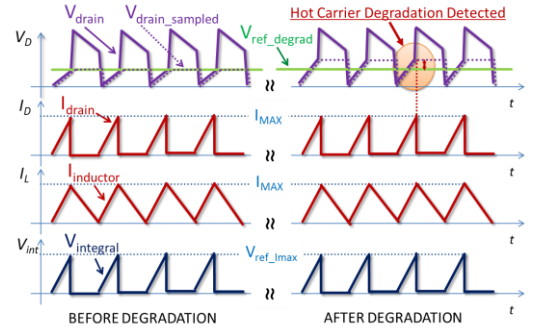 Hot Carrier Degradation Detected
V_drain
V_drain_sampled
V_ref_degrad
V_D
t
I_D
I_drain
I_MAX
t
I_L
I_inductor
I_MAX
t
V_int
V_integral
V_ref_Imax
t
BEFORE DEGRADATION
AFTER DEGRADATION